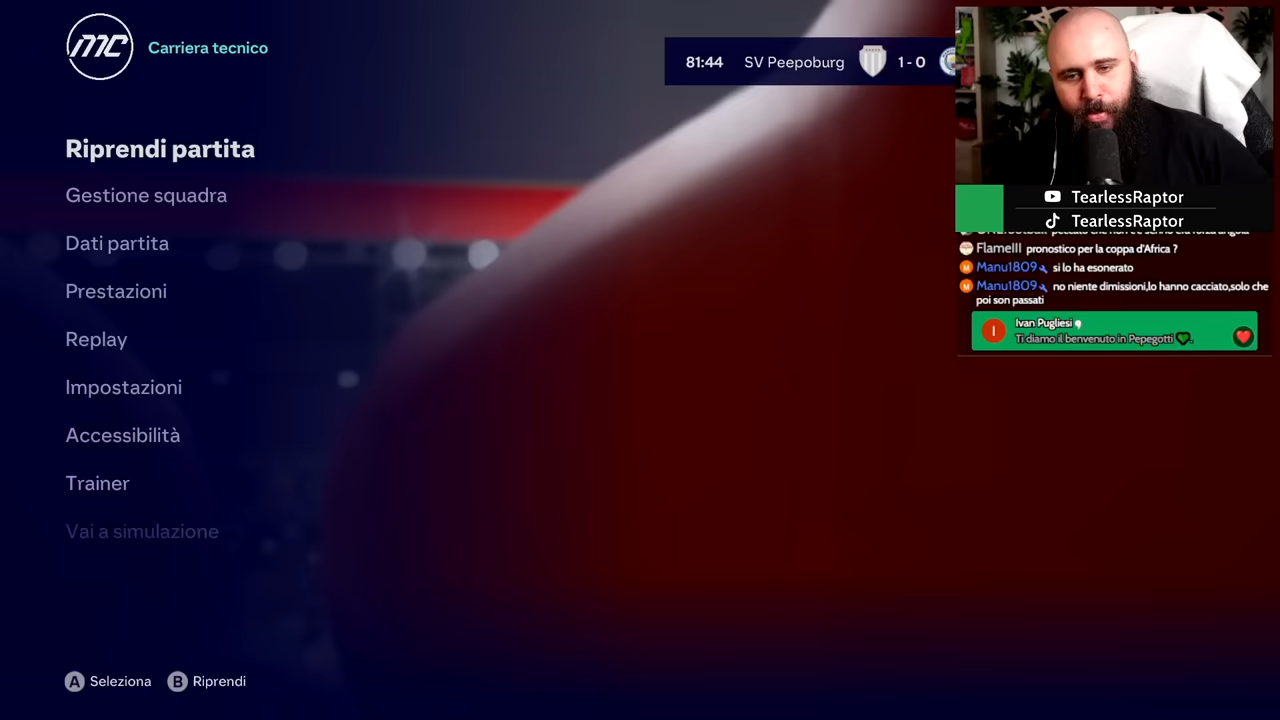 MC
Carriera tecnico
81:44 SV Peepoburg 1 - 0
Riprendi partita
Gestione squadra
Dati partita
Prestazioni
Replay
Impostazioni
Accessibilità
Trainer
Vai a simulazione
A Seleziona B Riprendi
TearlessRaptor
TearlessRaptor
FlameIII pronostico per la coppa d'Africa ?
M Manu1809 si lo ha esonerato
M Manu1809 no niente dimissioni,lo hanno cacciato,solo che
poi son passati
I Ivan Pugliesi
Ti diamo il benvenuto in Pepegotti